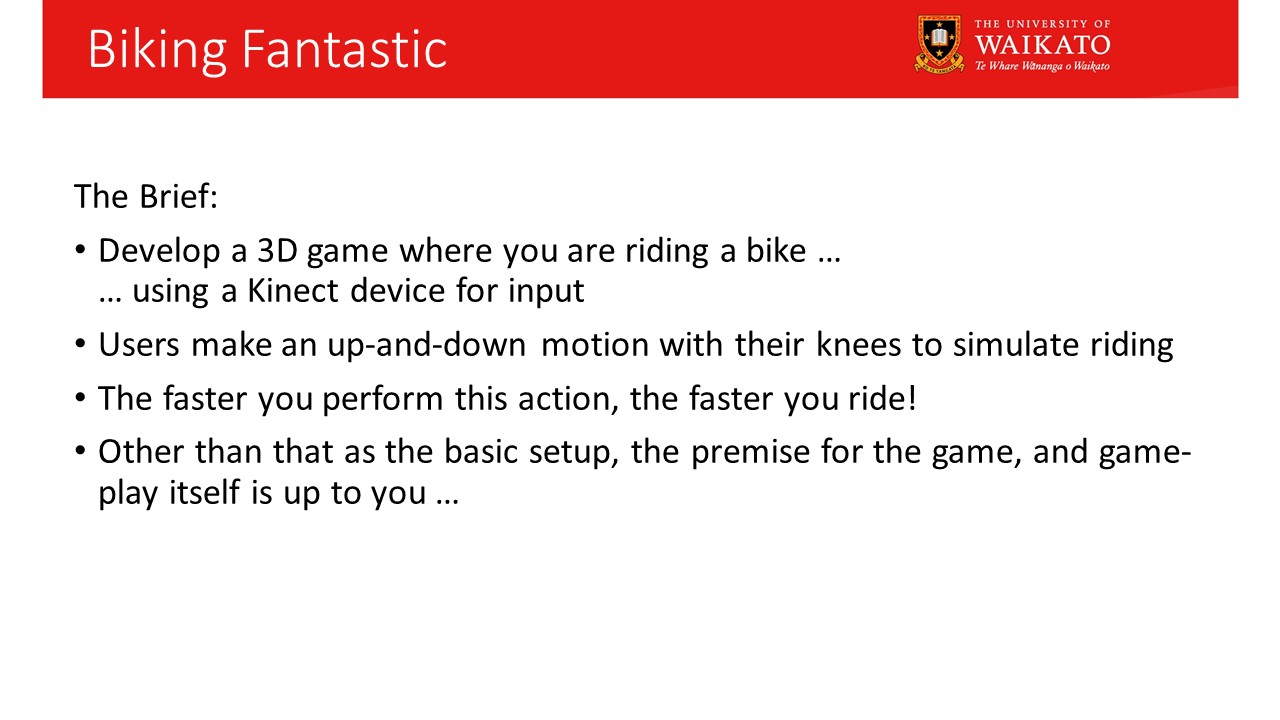 Biking Fantastic
THE UNIVERSITY OF
WAIKATO
Te Whare Wānanga o Waikato
The Brief:
• Develop a 3D game where you are riding a bike …
… using a Kinect device for input
• Users make an up-and-down motion with their knees to simulate riding
• The faster you perform this action, the faster you ride!
• Other than that as the basic setup, the premise for the game, and game-
play itself is up to you …